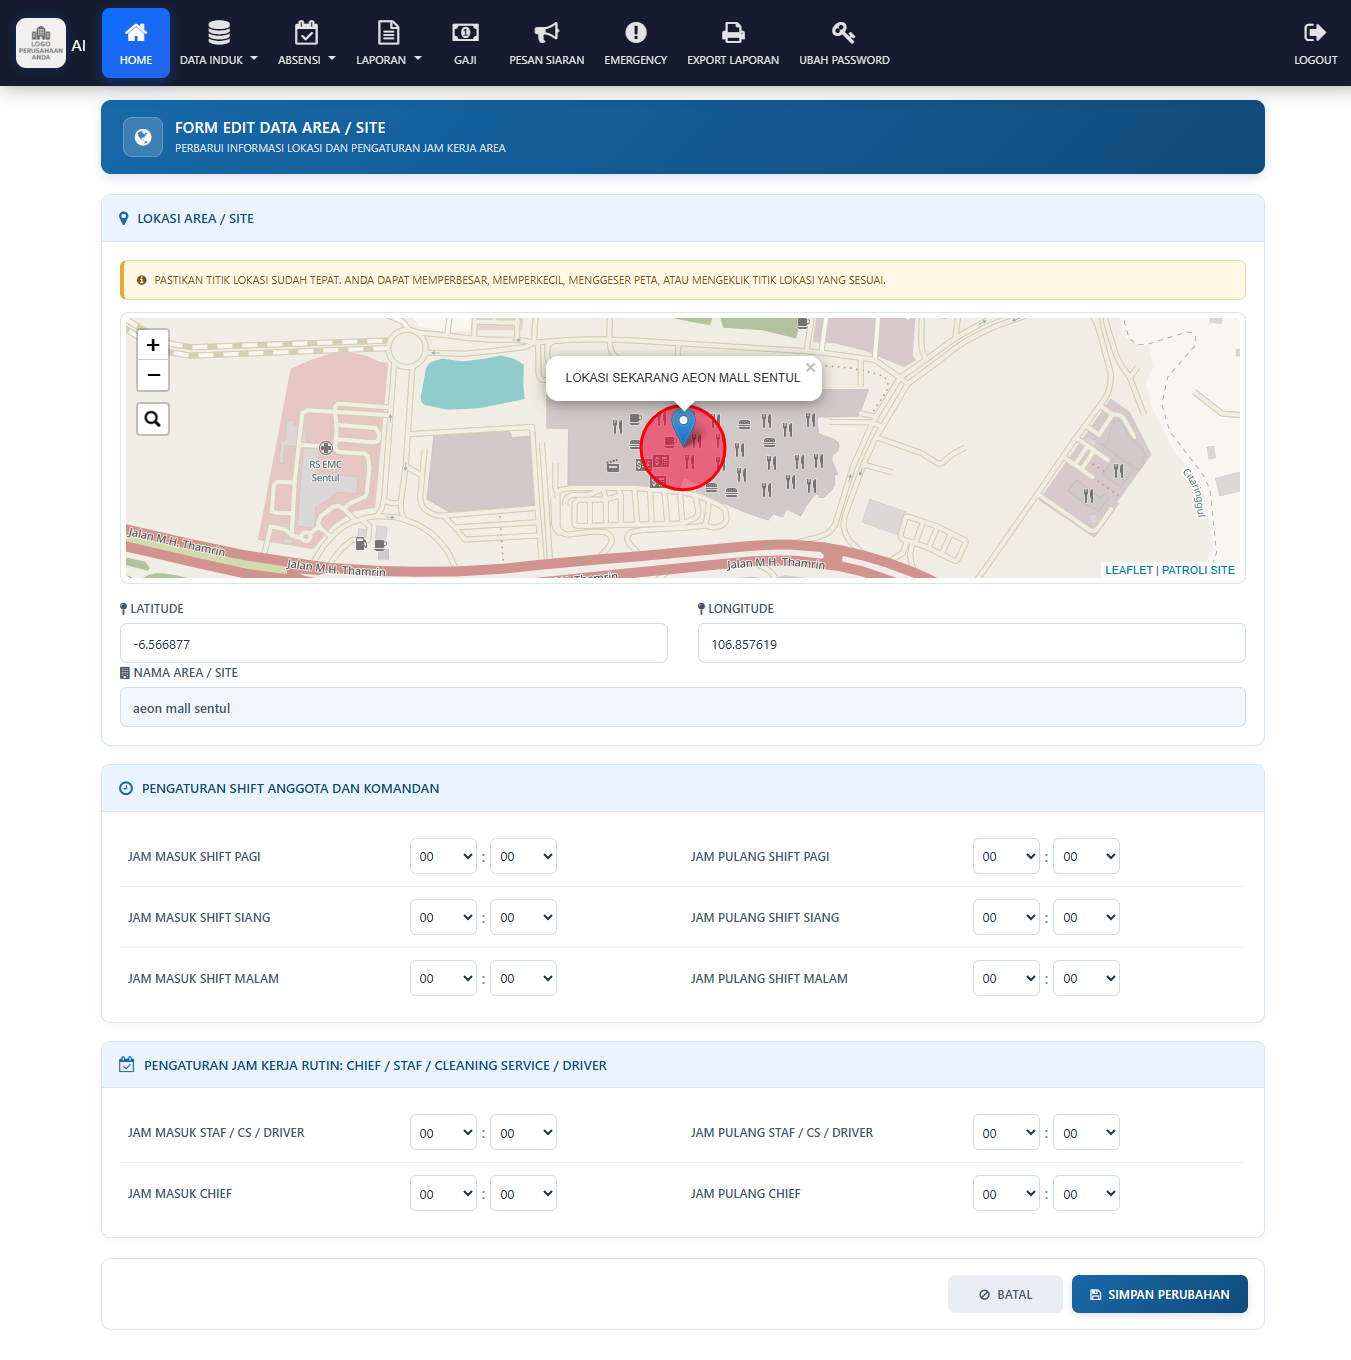 LOGO
PERUSAHAAN
ANDA
AI
HOME
DATA INDUK
ABSENSI
LAPORAN
GAJI
PESAN SIARAN
EMERGENCY
EXPORT LAPORAN
UBAH PASSWORD
LOGOUT
FORM EDIT DATA AREA / SITE
PERBARUI INFORMASI LOKASI DAN PENGATURAN JAM KERJA AREA
LOKASI AREA / SITE
PASTIKAN TITIK LOKASI SUDAH TEPAT. ANDA DAPAT MEMPERBESAR, MEMPERKECIL, MENGGESER PETA, ATAU MENGEKLIK TITIK LOKASI YANG SESUAI.
+
−
LOKASI SEKARANG AEON MALL SENTUL
×
RS EMC
Sentul
Citaringgul
Jalan M.H. Thamrin
Jalan M.H. Thamrin
Thamrin
Jalan M.H. Thamrin
LEAFLET | PATROLI SITE
LATITUDE
LONGITUDE
-6.566877
106.857619
NAMA AREA / SITE
aeon mall sentul
PENGATURAN SHIFT ANGGOTA DAN KOMANDAN
JAM MASUK SHIFT PAGI 00 : 00 JAM PULANG SHIFT PAGI 00 : 00
JAM MASUK SHIFT SIANG 00 : 00 JAM PULANG SHIFT SIANG 00 : 00
JAM MASUK SHIFT MALAM 00 : 00 JAM PULANG SHIFT MALAM 00 : 00
PENGATURAN JAM KERJA RUTIN: CHIEF / STAF / CLEANING SERVICE / DRIVER
JAM MASUK STAF / CS / DRIVER 00 : 00 JAM PULANG STAF / CS / DRIVER 00 : 00
JAM MASUK CHIEF 00 : 00 JAM PULANG CHIEF 00 : 00
BATAL
SIMPAN PERUBAHAN